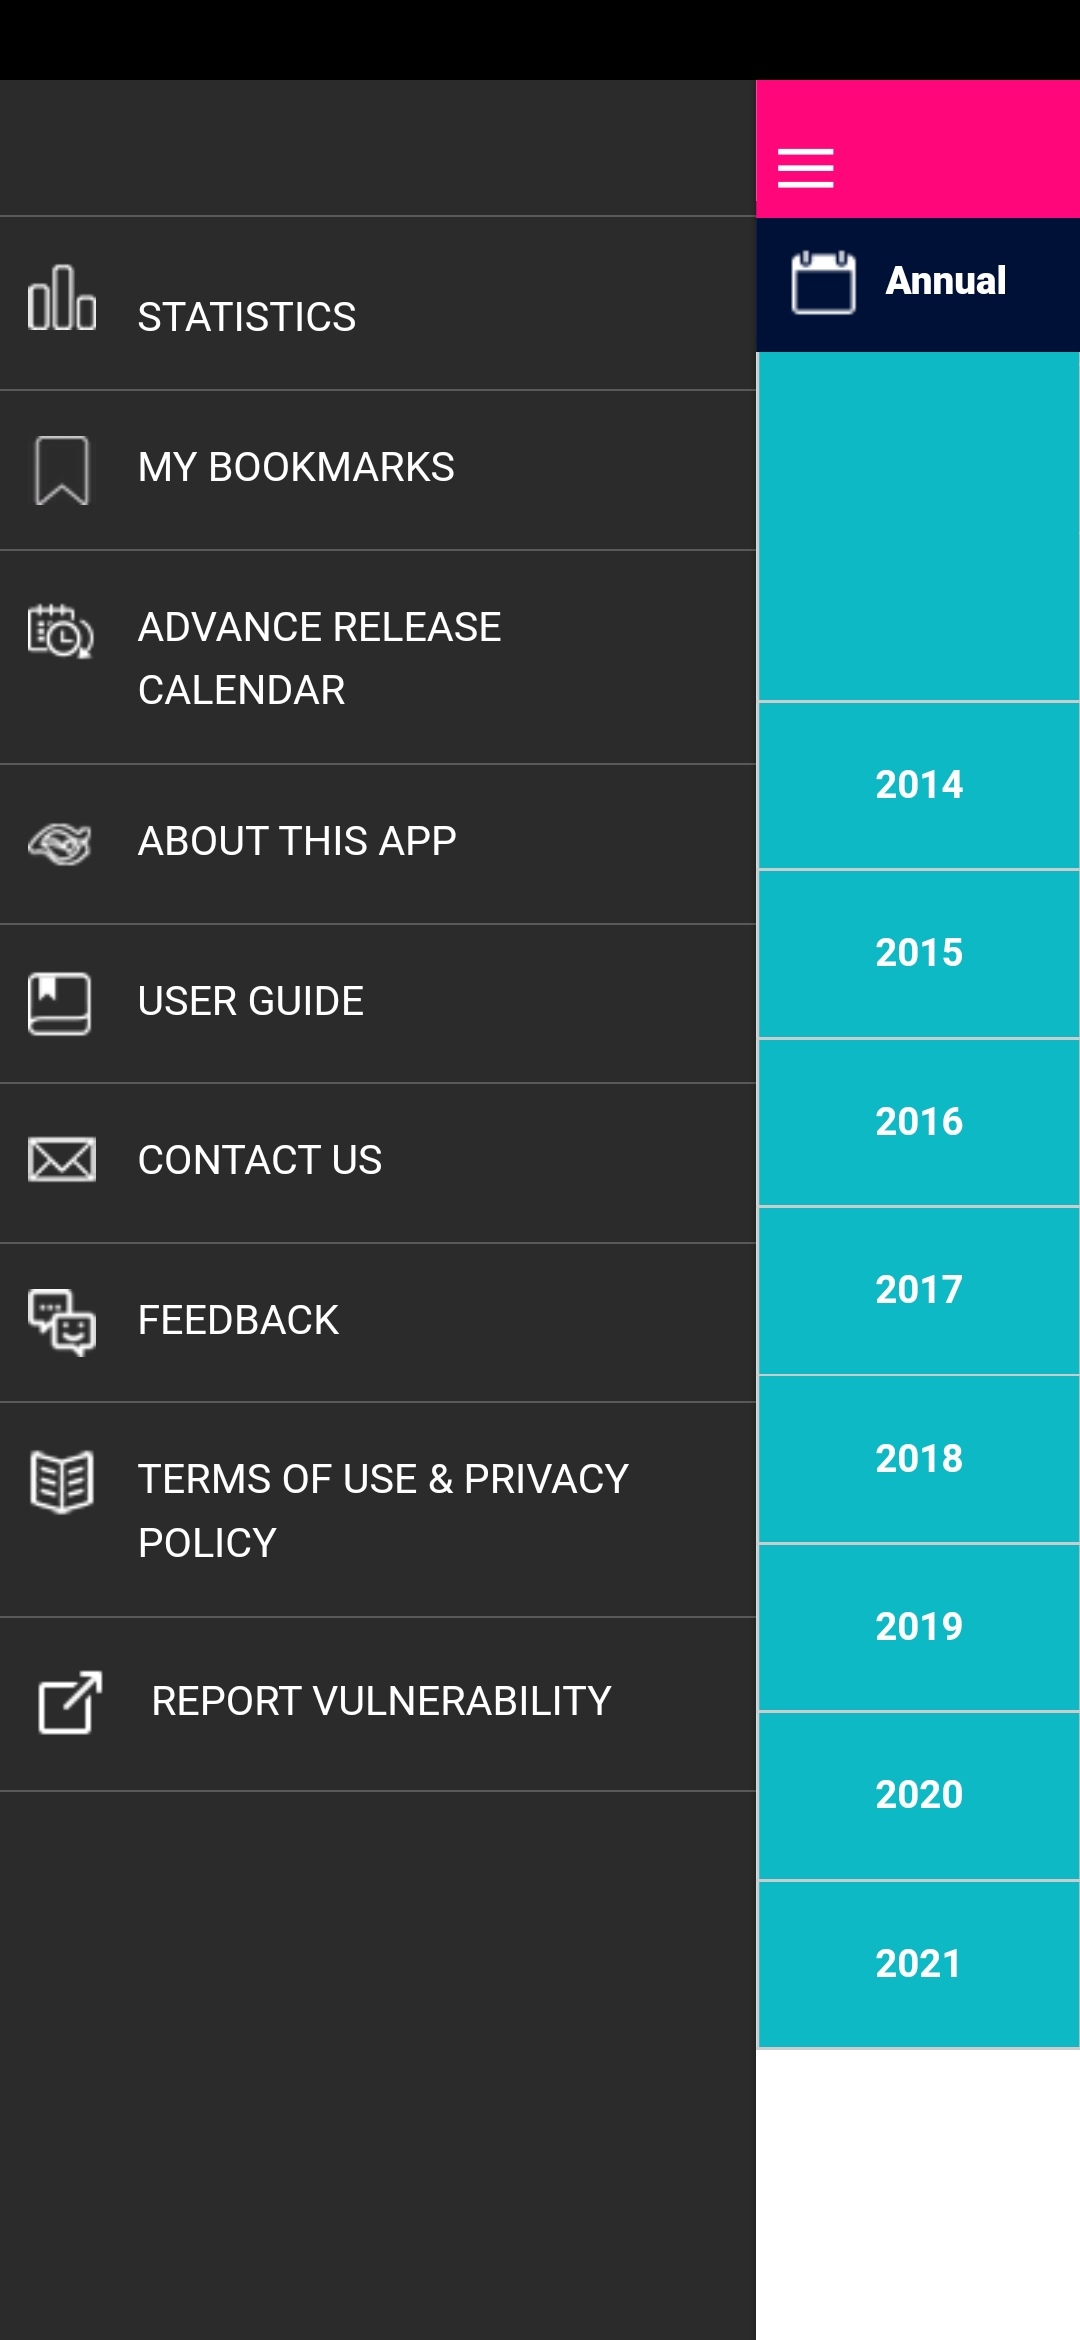 STATISTICS
MY BOOKMARKS
ADVANCE RELEASE
CALENDAR
ABOUT THIS APP
USER GUIDE
CONTACT US
FEEDBACK
TERMS OF USE & PRIVACY
POLICY
REPORT VULNERABILITY
Annual
2014
2015
2016
2017
2018
2019
2020
2021